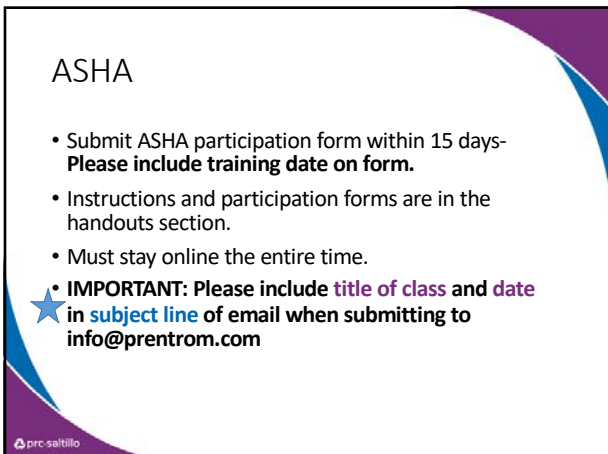 ASHA
• Submit ASHA participation form within 15 days-
Please include training date on form.
• Instructions and participation forms are in the
handouts section.
• Must stay online the entire time.
• IMPORTANT: Please include title of class and date
in subject line of email when submitting to
info@prentrom.com
prc-saltillo